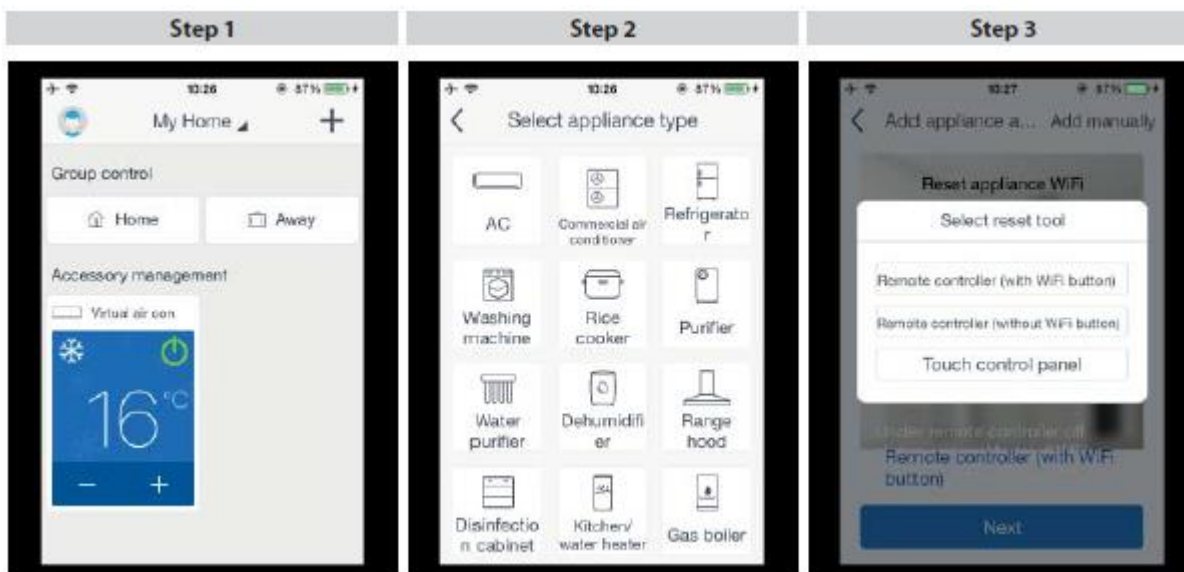 Step 1
Step 2
Step 3
10:26
87%
My Home
+
Group control
Home
Away
Accessory management
Virtual air con
16°C
− +
10:26
87%
Select appliance type
AC
Commercial air
conditioner
Refrigerato
r
Washing
machine
Rice
cooker
Purifier
Water
purifier
Dehumidifi
er
Range
hood
Disinfectio
n cabinet
Kitchen/
water heater
Gas boiler
10:27
87%
Add appliance a... Add manually
Reset appliance WiFi
Select reset tool
Remote controller (with WiFi button)
Remote controller (without WiFi button)
Touch control panel
Under remote controller off
Remote controller (with WiFi
button)
Next